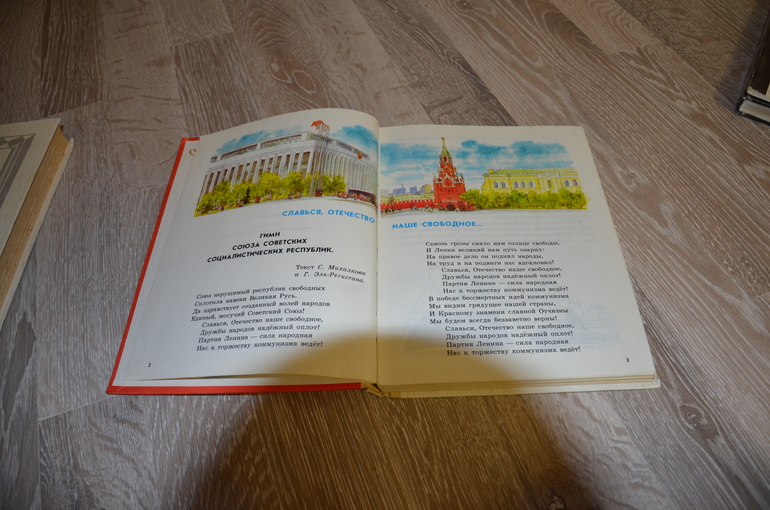 СЛАВЬСЯ, ОТЕЧЕСТВО
ГИМН
СОЮЗА СОВЕТСКИХ
СОЦИАЛИСТИЧЕСКИХ РЕСПУБЛИК.
Текст С. Михалкова
и Г. Эль-Регистана.
Союз нерушимый республик свободных
Сплотила навеки Великая Русь.
Да здравствует созданный волей народов
Единый, могучий Советский Союз!
Славься, Отечество наше свободное,
Дружбы народов надёжный оплот!
Партия Ленина — сила народная
Нас к торжеству коммунизма ведёт!
2
НАШЕ СВОБОДНОЕ...
Сквозь грозы сияло нам солнце свободы,
И Ленин великий нам путь озарил:
На правое дело он поднял народы,
На труд и на подвиги нас вдохновил!
Славься, Отечество наше свободное,
Дружбы народов надёжный оплот!
Партия Ленина — сила народная
Нас к торжеству коммунизма ведёт!
В победе бессмертных идей коммунизма
Мы видим грядущее нашей страны,
И Красному знамени славной Отчизны
Мы будем всегда беззаветно верны!
Славься, Отечество наше свободное,
Дружбы народов надёжный оплот!
Партия Ленина — сила народная
Нас к торжеству коммунизма ведёт!
3